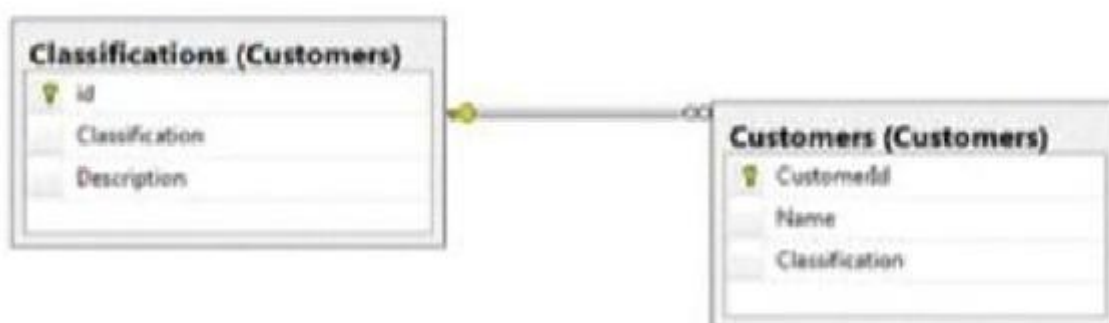 Classifications (Customers)
id
Classification
Description
Customers (Customers)
CustomerId
Name
Classification